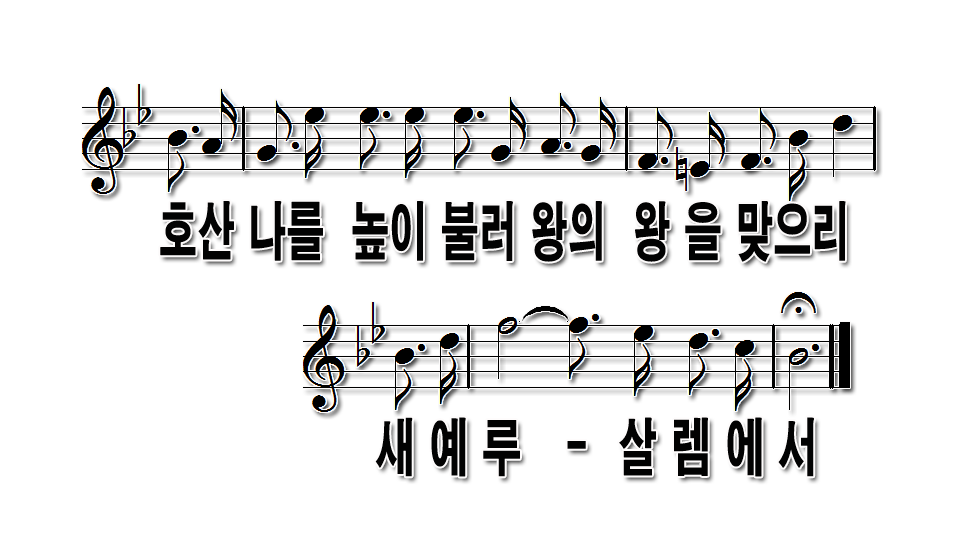 호산 나를 높이 불러 왕의 왕 을 맞으리
새 예 루 - 살 렘 에 서